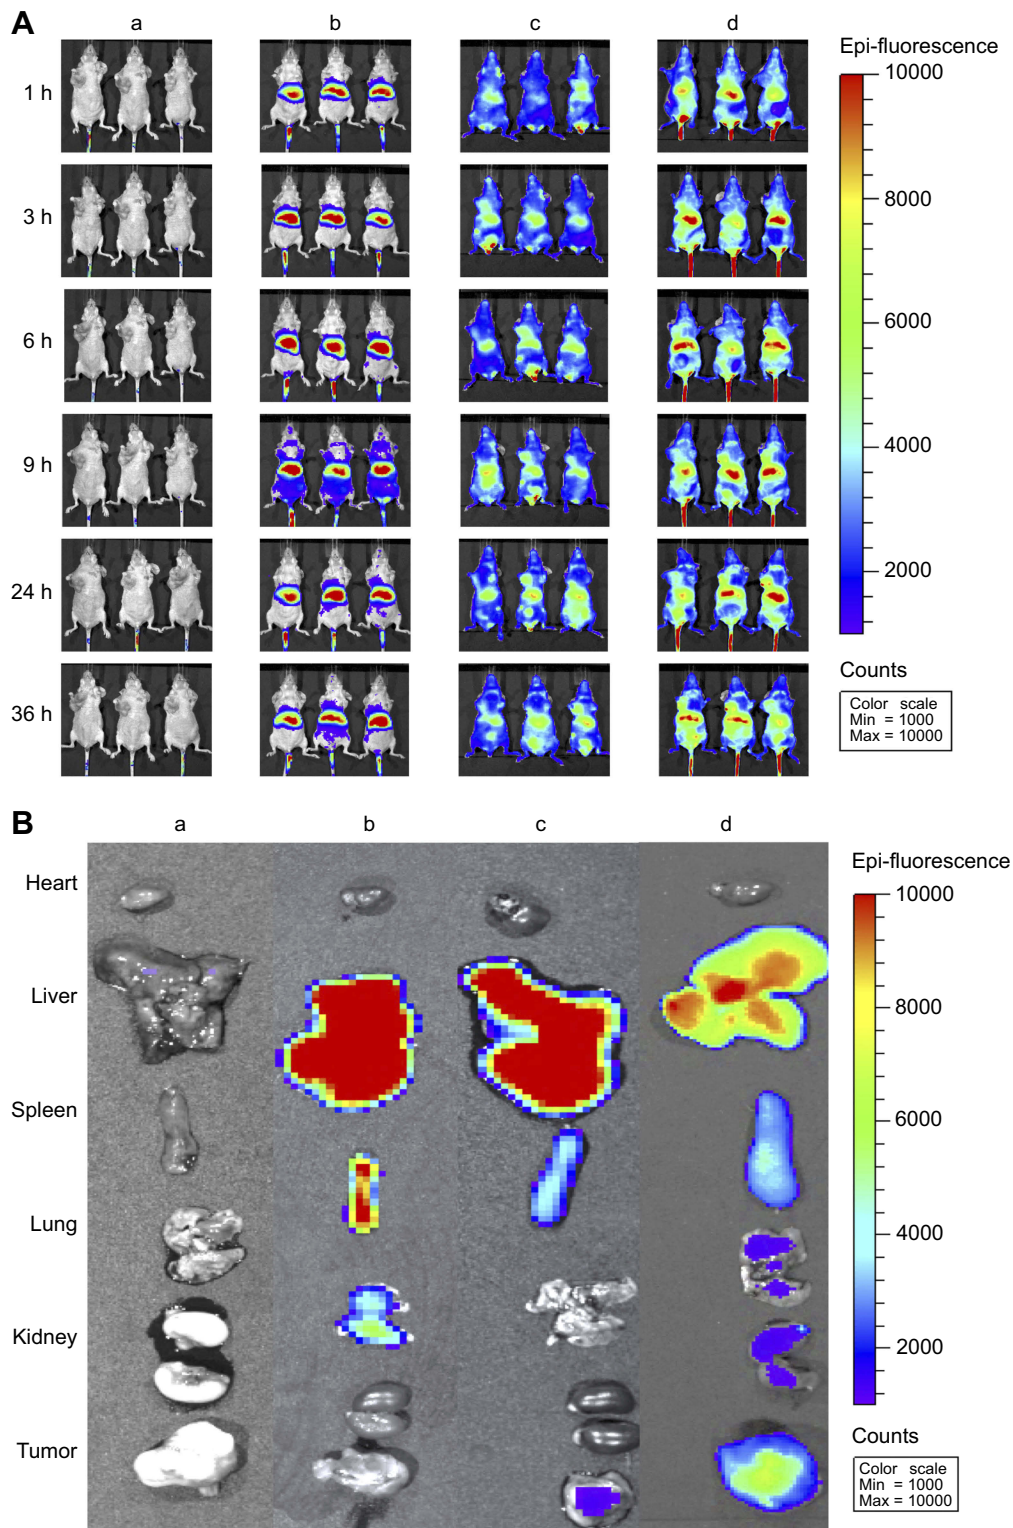 A
a b c d
Epi-fluorescence
10000
1 h
8000
3 h
6000
6 h
4000
9 h
2000
24 h
Counts
Color scale
Min = 1000
Max = 10000
36 h
B
a b c d
Epi-fluorescence
Heart
10000
Liver
8000
Spleen
6000
Lung
4000
Kidney
2000
Counts
Tumor
Color scale
Min = 1000
Max = 10000